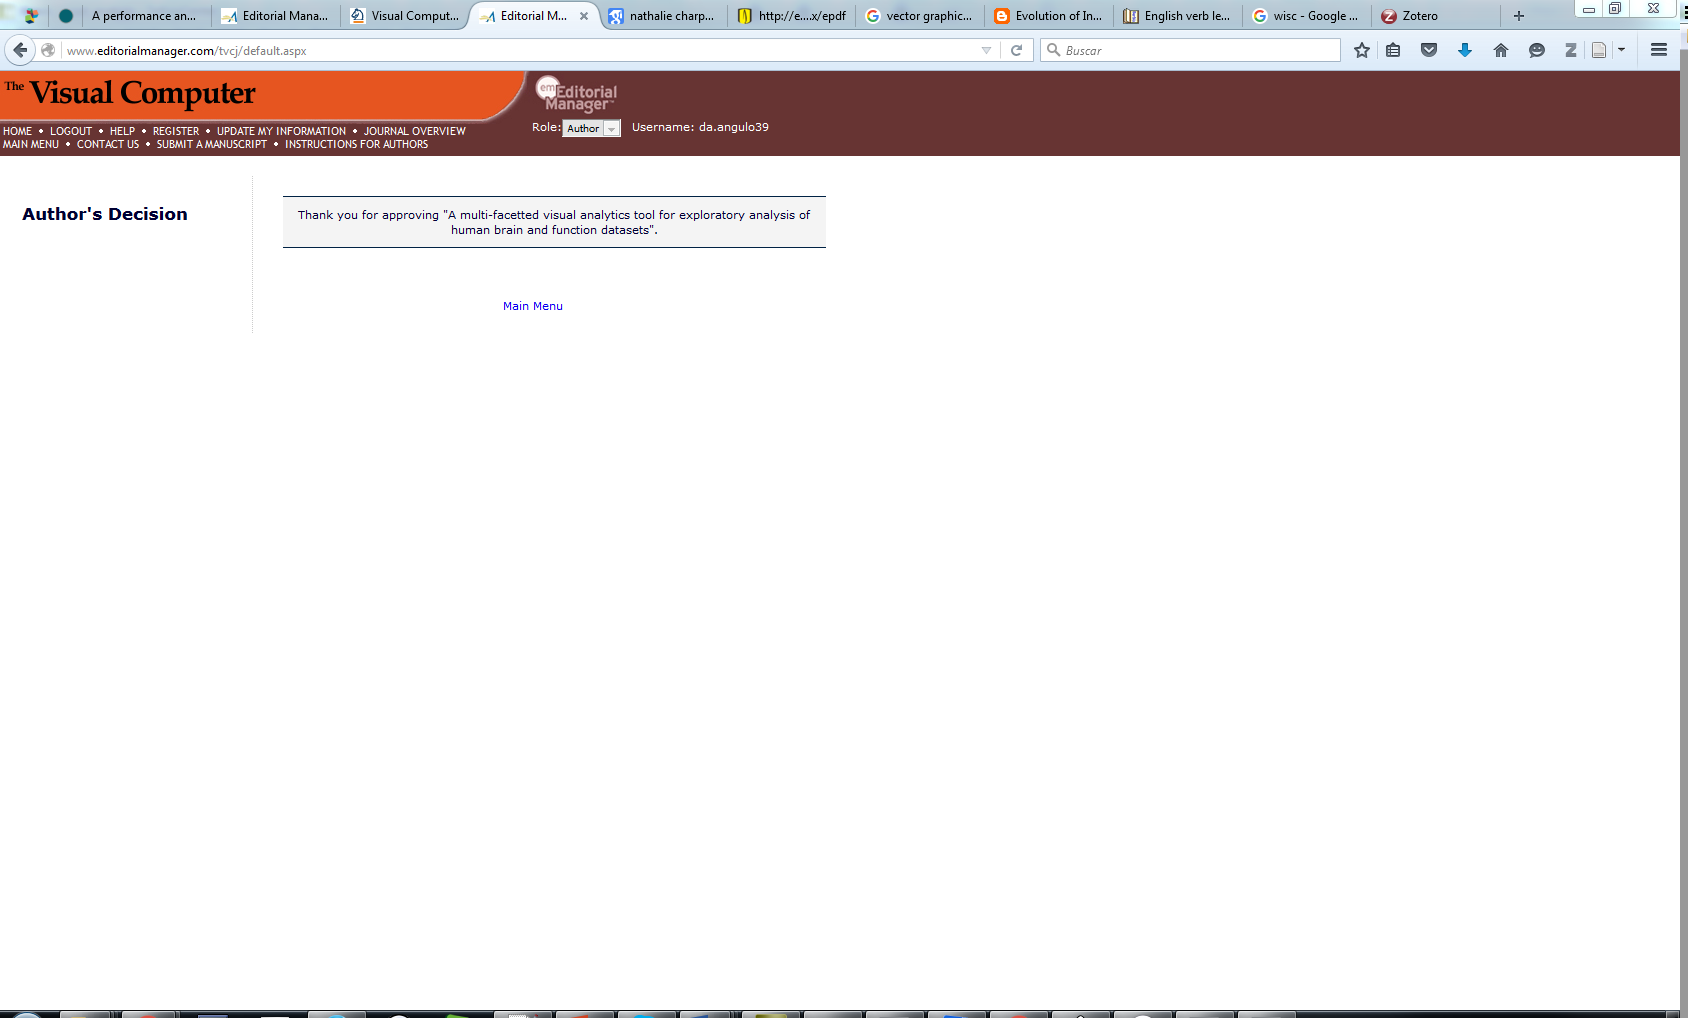 A performance an...
Editorial Mana...
Visual Comput...
Editorial M...
nathalie charp...
http://e....x/epdf
vector graphic...
Evolution of In...
English verb le...
wisc - Google ...
Zotero
www.editorialmanager.com/tvcj/default.aspx
Buscar
The Visual Computer
em Editorial
Manager™
HOME • LOGOUT • HELP • REGISTER • UPDATE MY INFORMATION • JOURNAL OVERVIEW
MAIN MENU • CONTACT US • SUBMIT A MANUSCRIPT • INSTRUCTIONS FOR AUTHORS
Role: Author Username: da.angulo39
Author's Decision
Thank you for approving "A multi-facetted visual analytics tool for exploratory analysis of
human brain and function datasets".
Main Menu